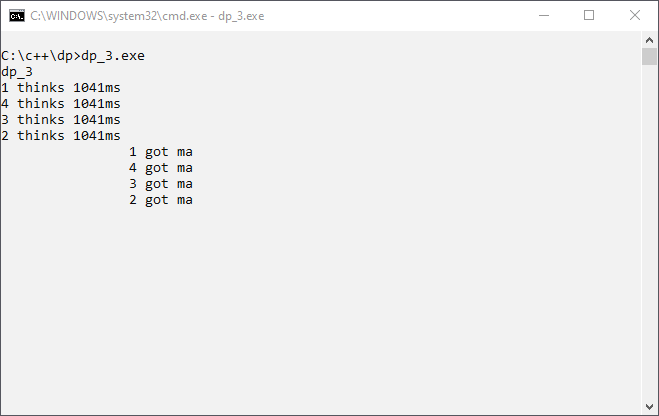 C:\WINDOWS\system32\cmd.exe - dp_3.exe
C:\c++\dp>dp_3.exe
dp_3
1 thinks 1041ms
4 thinks 1041ms
3 thinks 1041ms
2 thinks 1041ms
1 got ma
4 got ma
3 got ma
2 got ma